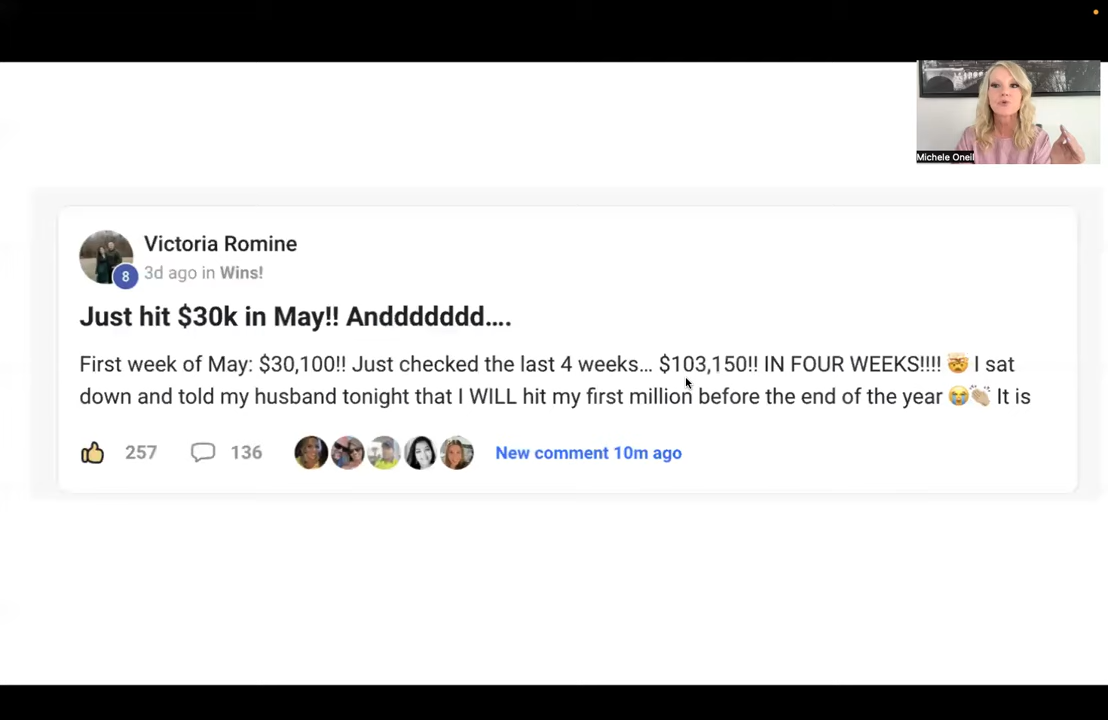 Michele Oneil
Victoria Romine
8
3d ago in Wins!
Just hit $30k in May!! Anddddddd....
First week of May: $30,100!! Just checked the last 4 weeks... $103,150!! IN FOUR WEEKS!!!! 🤯 I sat
down and told my husband tonight that I WILL hit my first million before the end of the year 😭👏🏼 It is
257
136
New comment 10m ago